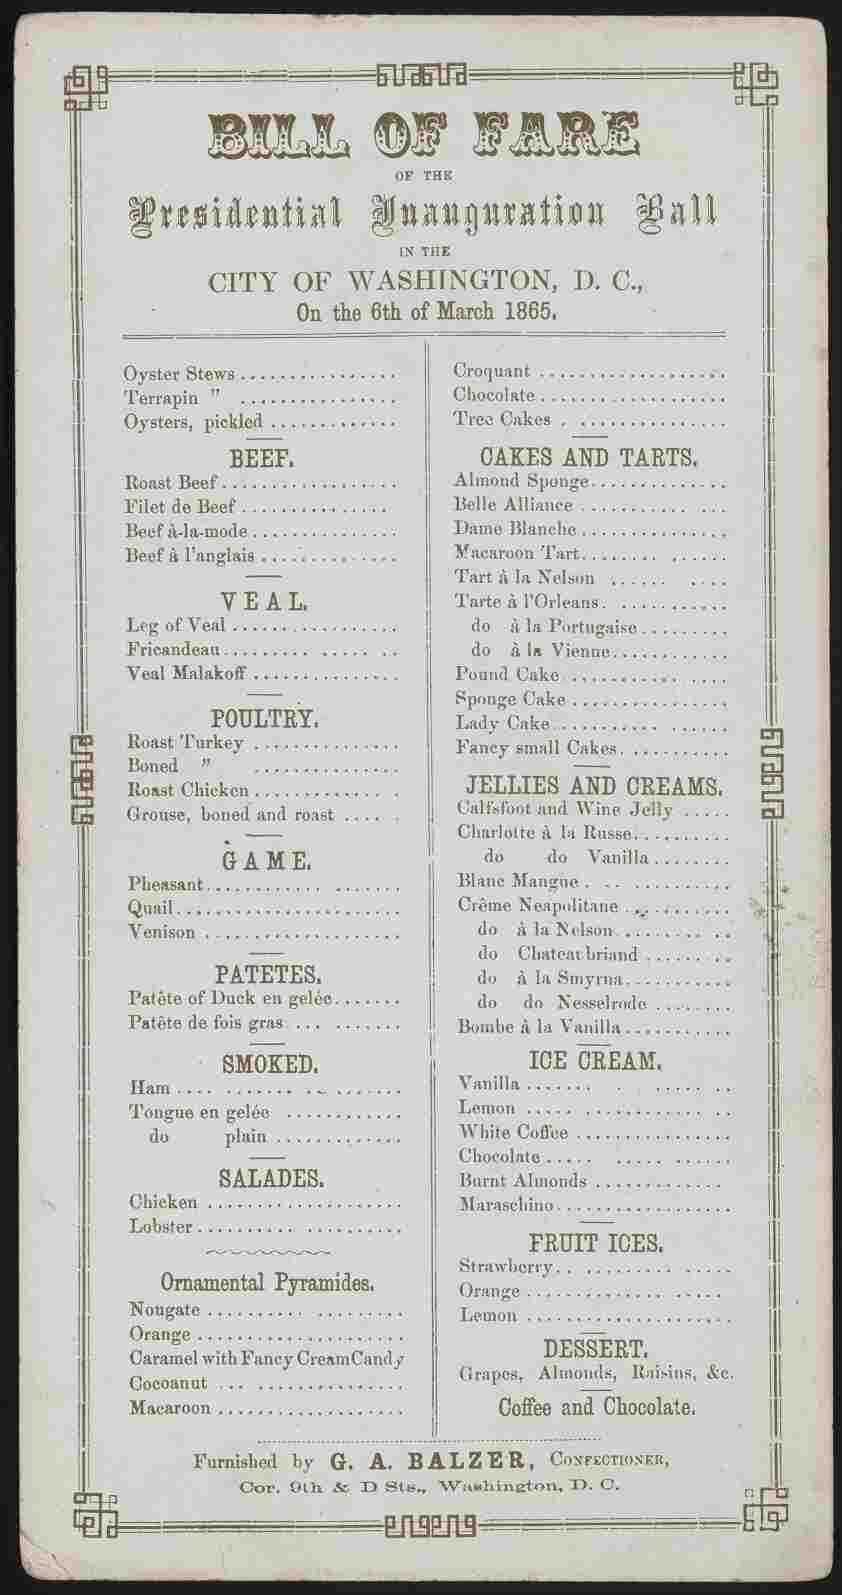 BILL OF FARE
OF THE
Presidential Inauguration Ball
IN THE
CITY OF WASHINGTON, D. C.,
On the 6th of March 1865.
Oyster Stews
Terrapin "
Oysters, pickled
BEEF.
Roast Beef
Filet de Beef
Beef à-la-mode
Beef à l'anglais
VEAL.
Leg of Veal
Fricandeau
Veal Malakoff
POULTRY.
Roast Turkey
Boned "
Roast Chicken
Grouse, boned and roast
GAME.
Pheasant
Quail
Venison
PATETES.
Patête of Duck en gelée
Patête de fois gras
SMOKED.
Ham
Tongue en gelée
do plain
SALADES.
Chicken
Lobster
Ornamental Pyramides.
Nougate
Orange
Caramel with Fancy Cream Candy
Cocoanut
Macaroon
Croquant
Chocolate
Tree Cakes
CAKES AND TARTS.
Almond Sponge
Belle Alliance
Dame Blanche
Macaroon Tart
Tart à la Nelson
Tarte à l'Orleans
do à la Portugaise
do à la Vienne
Pound Cake
Sponge Cake
Lady Cake
Fancy small Cakes
JELLIES AND CREAMS.
Calfsfoot and Wine Jelly
Charlotte à la Russe
do do Vanilla
Blanc Mangue
Crême Neapolitane
do à la Nelson
do Chateaubriand
do à la Smyrna
do do Nesselrode
Bombe à la Vanilla
ICE CREAM.
Vanilla
Lemon
White Coffee
Chocolate
Burnt Almonds
Maraschino
FRUIT ICES.
Strawberry
Orange
Lemon
DESSERT.
Grapes, Almonds, Raisins, &c.
Coffee and Chocolate.
Furnished by G. A. BALZER, CONFECTIONER,
Cor. 9th & D Sts., Washington, D. C.